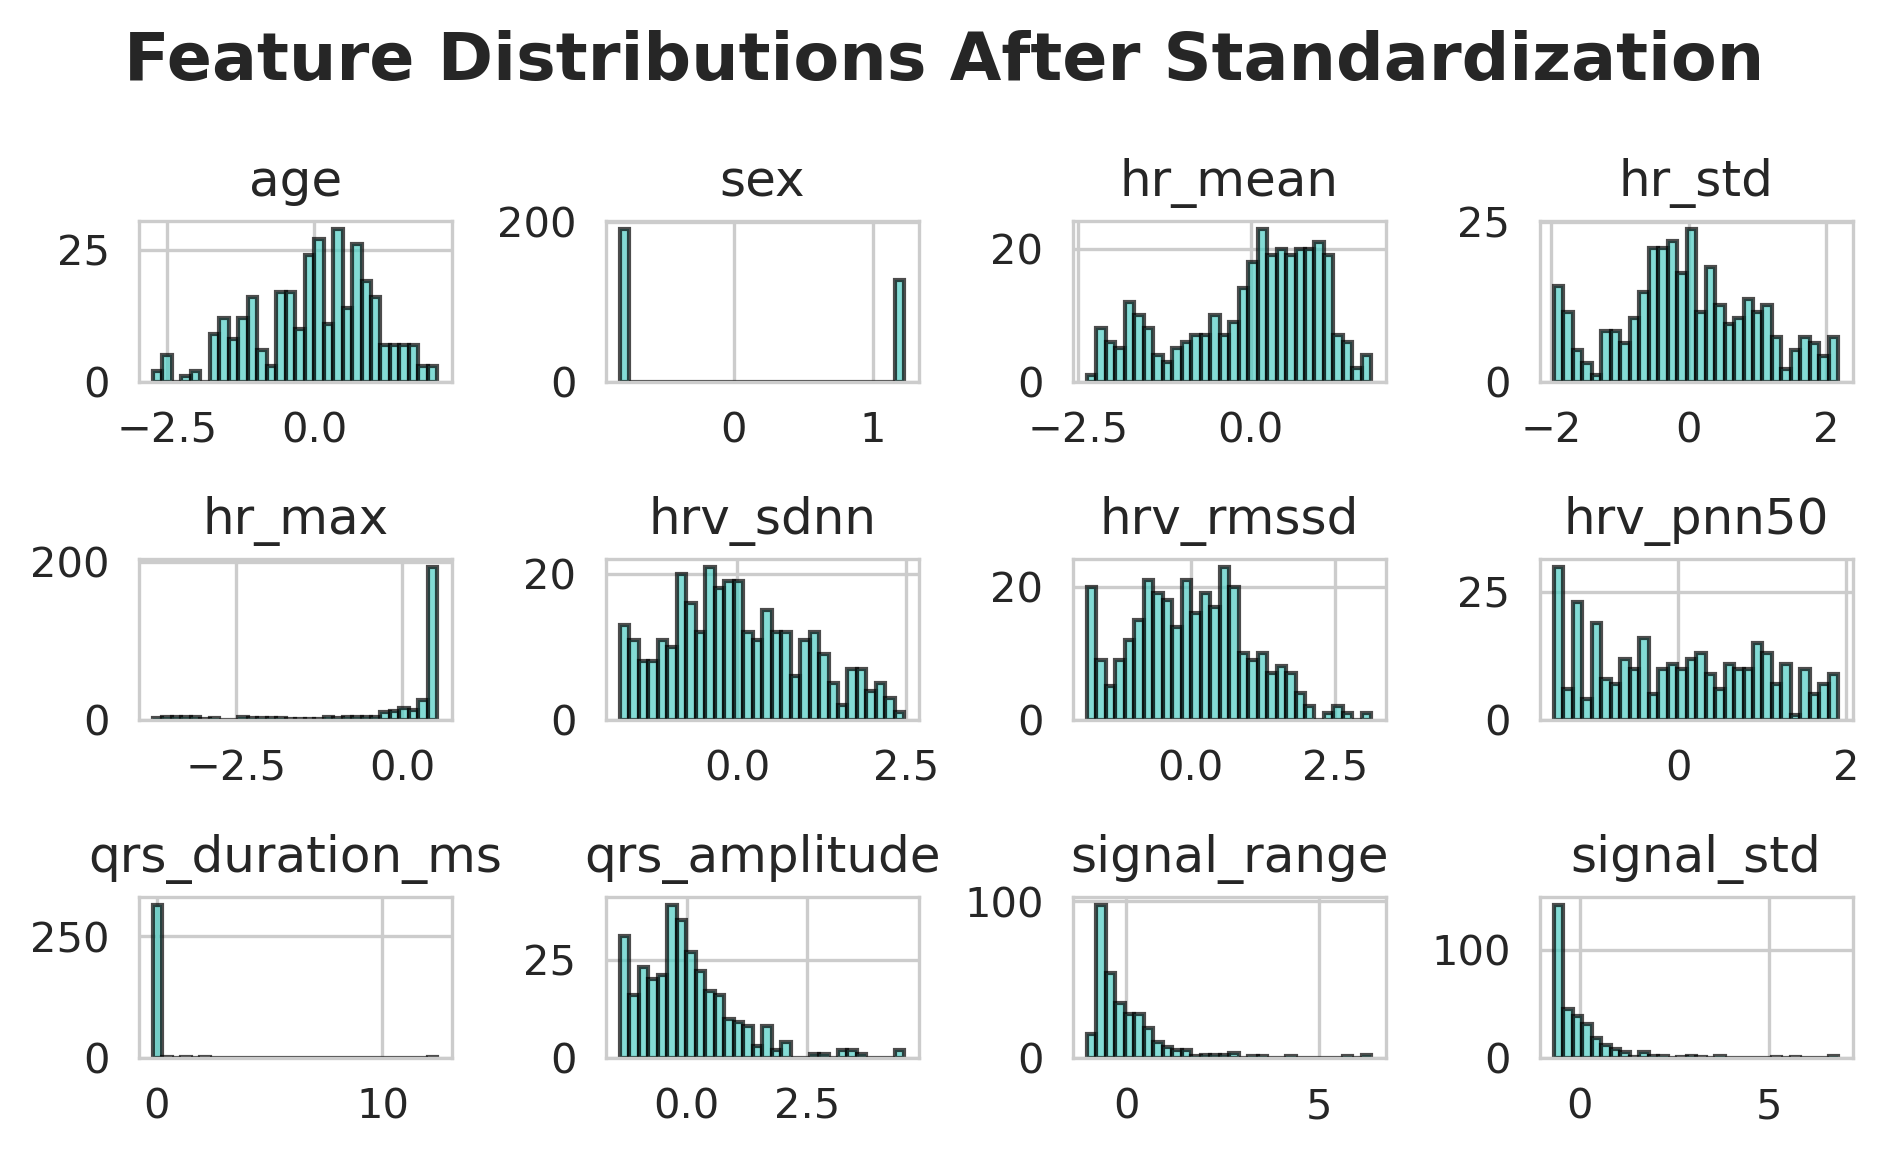 Feature Distributions After Standardization
age sex hr_mean hr_std
25 0 −2.5 0.0
200 0 0 1
20 0 −2.5 0.0
25 0 −2 0 2
hr_max hrv_sdnn hrv_rmssd hrv_pnn50
200 0 −2.5 0.0
20 0 0.0 2.5
20 0 0.0 2.5
25 0 0 2
qrs_duration_ms qrs_amplitude signal_range signal_std
250 0 0 10
25 0 0.0 2.5
100 0 0 5
100 0 0 5